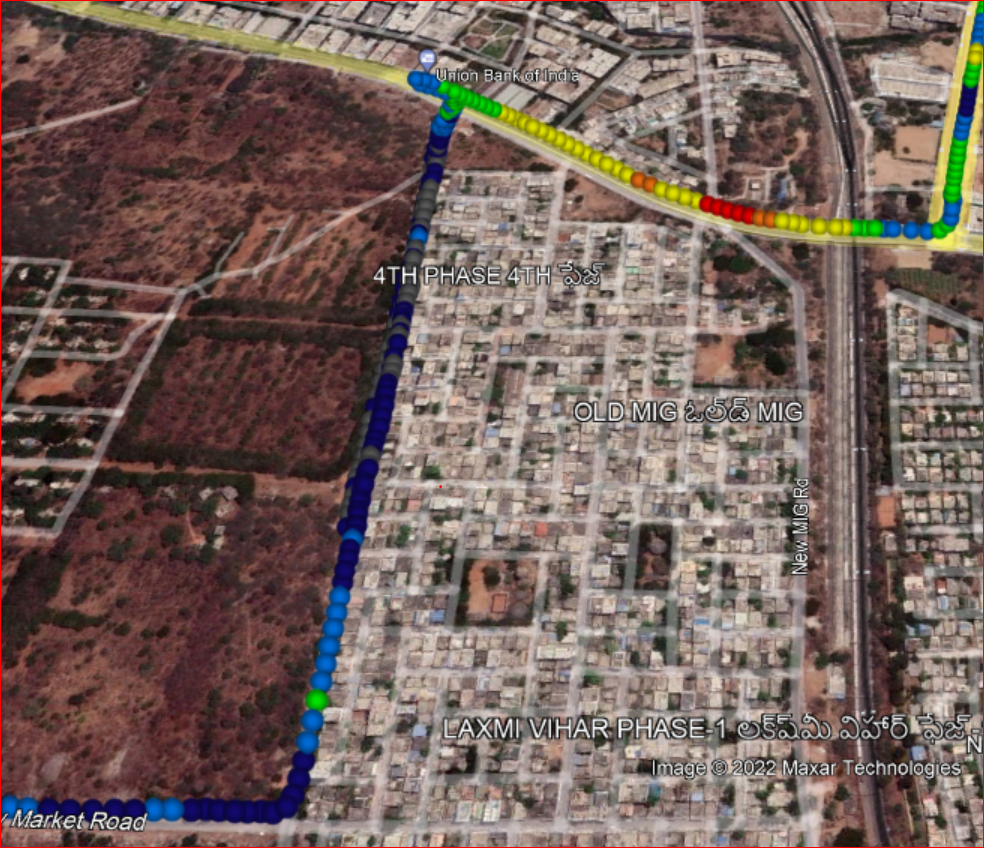 Union Bank of India
4TH PHASE 4TH ఫేజ్
OLD MIG ఓల్డ్ MIG
New MIG Rd
LAXMI VIHAR PHASE-1 లక్ష్మీ విహార్ ఫేజ్-
N
Image © 2022 Maxar Technologies
Market Road